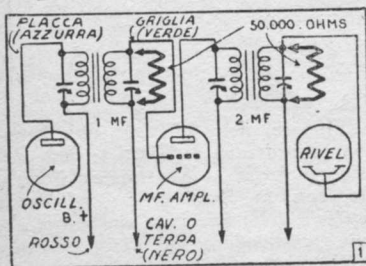 PLACCA
(AZZURRA)
GRIGLIA
(VERDE)
50.000. OHMS
1. MF
2. MF
OSCILL.
B. +
MF. AMPL.
RIVEL
ROSSO
CAV. O
TERPA
(NERO)
1